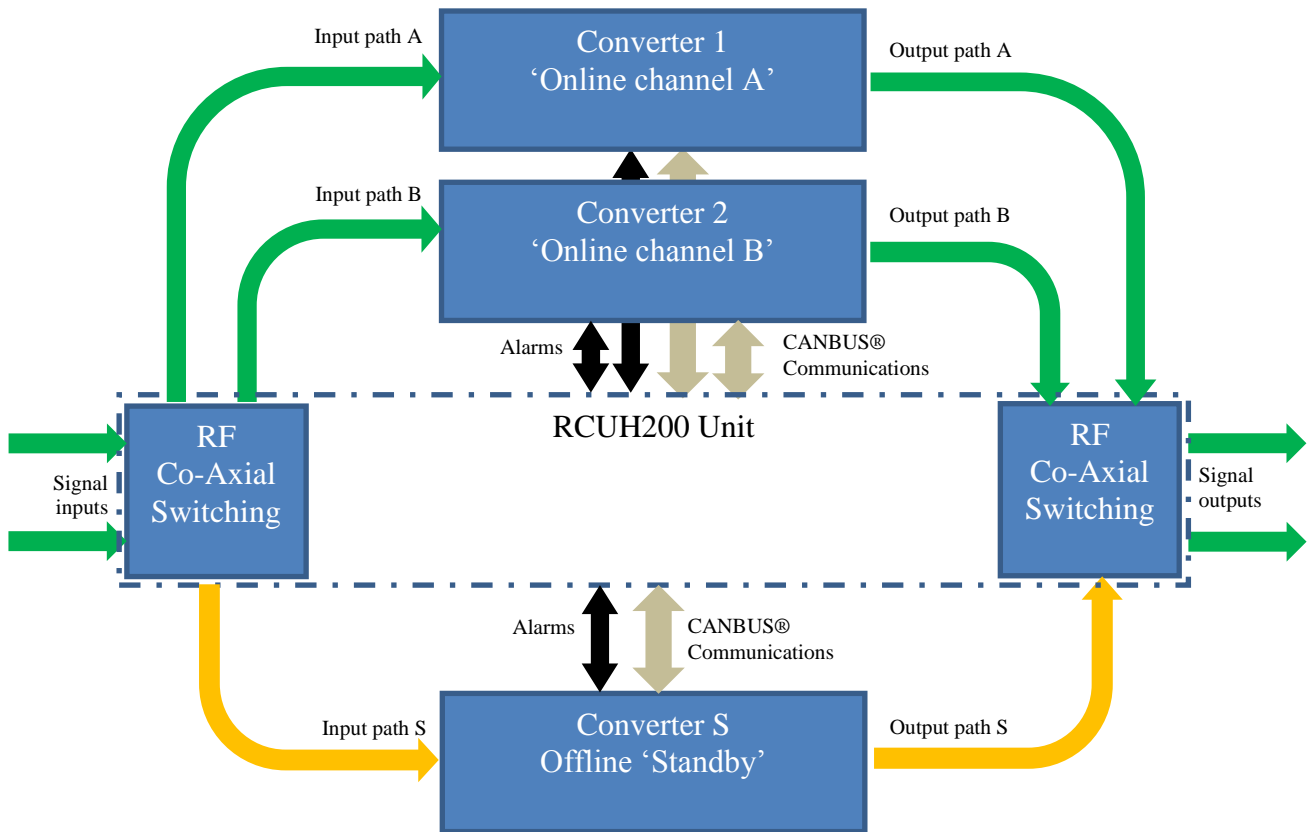 Input path A
Converter 1
‘Online channel A’
Output path A
Input path B
Converter 2
‘Online channel B’
Output path B
Alarms
CANBUS®
Communications
RCUH200 Unit
RF
Co-Axial
Switching
Signal
inputs
RF
Co-Axial
Switching
Signal
outputs
Alarms
CANBUS®
Communications
Input path S
Converter S
Offline ‘Standby’
Output path S